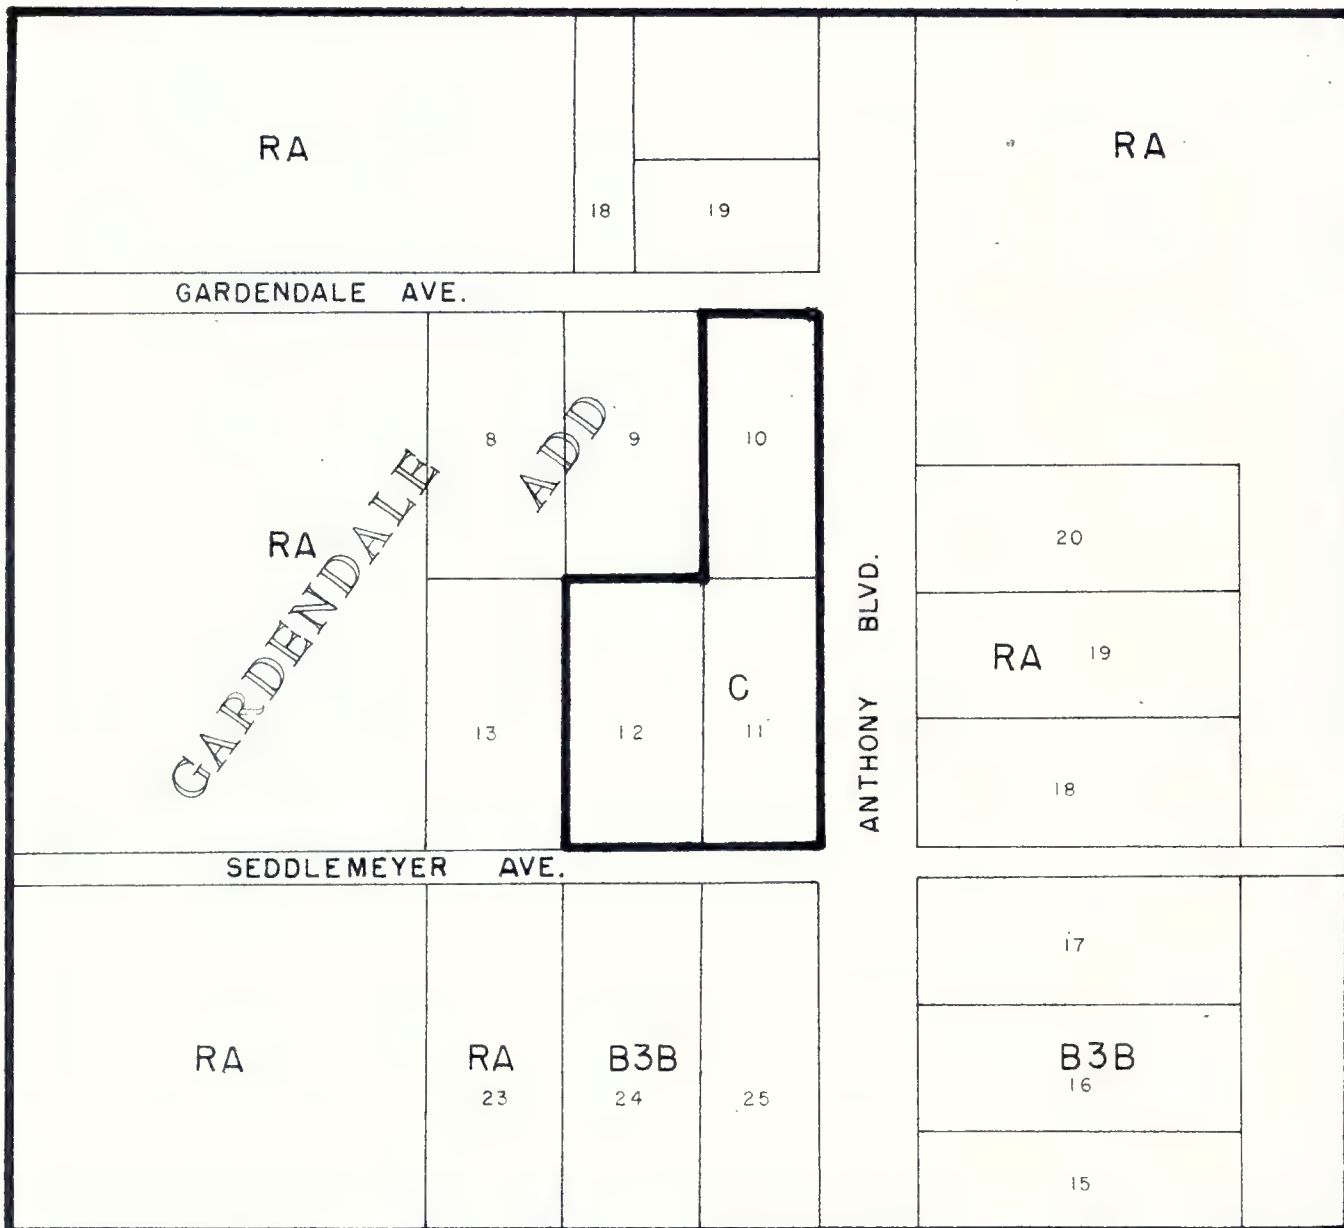 RA
RA
18
19
GARDENDALE AVE.
8
9
10
GARDENDALE ADD
RA
20
ANTHONY BLVD.
RA 19
C
13
12
11
18
SEDDLEMEYER AVE.
17
RA
RA
B3B
B3B
23
24
25
16
15